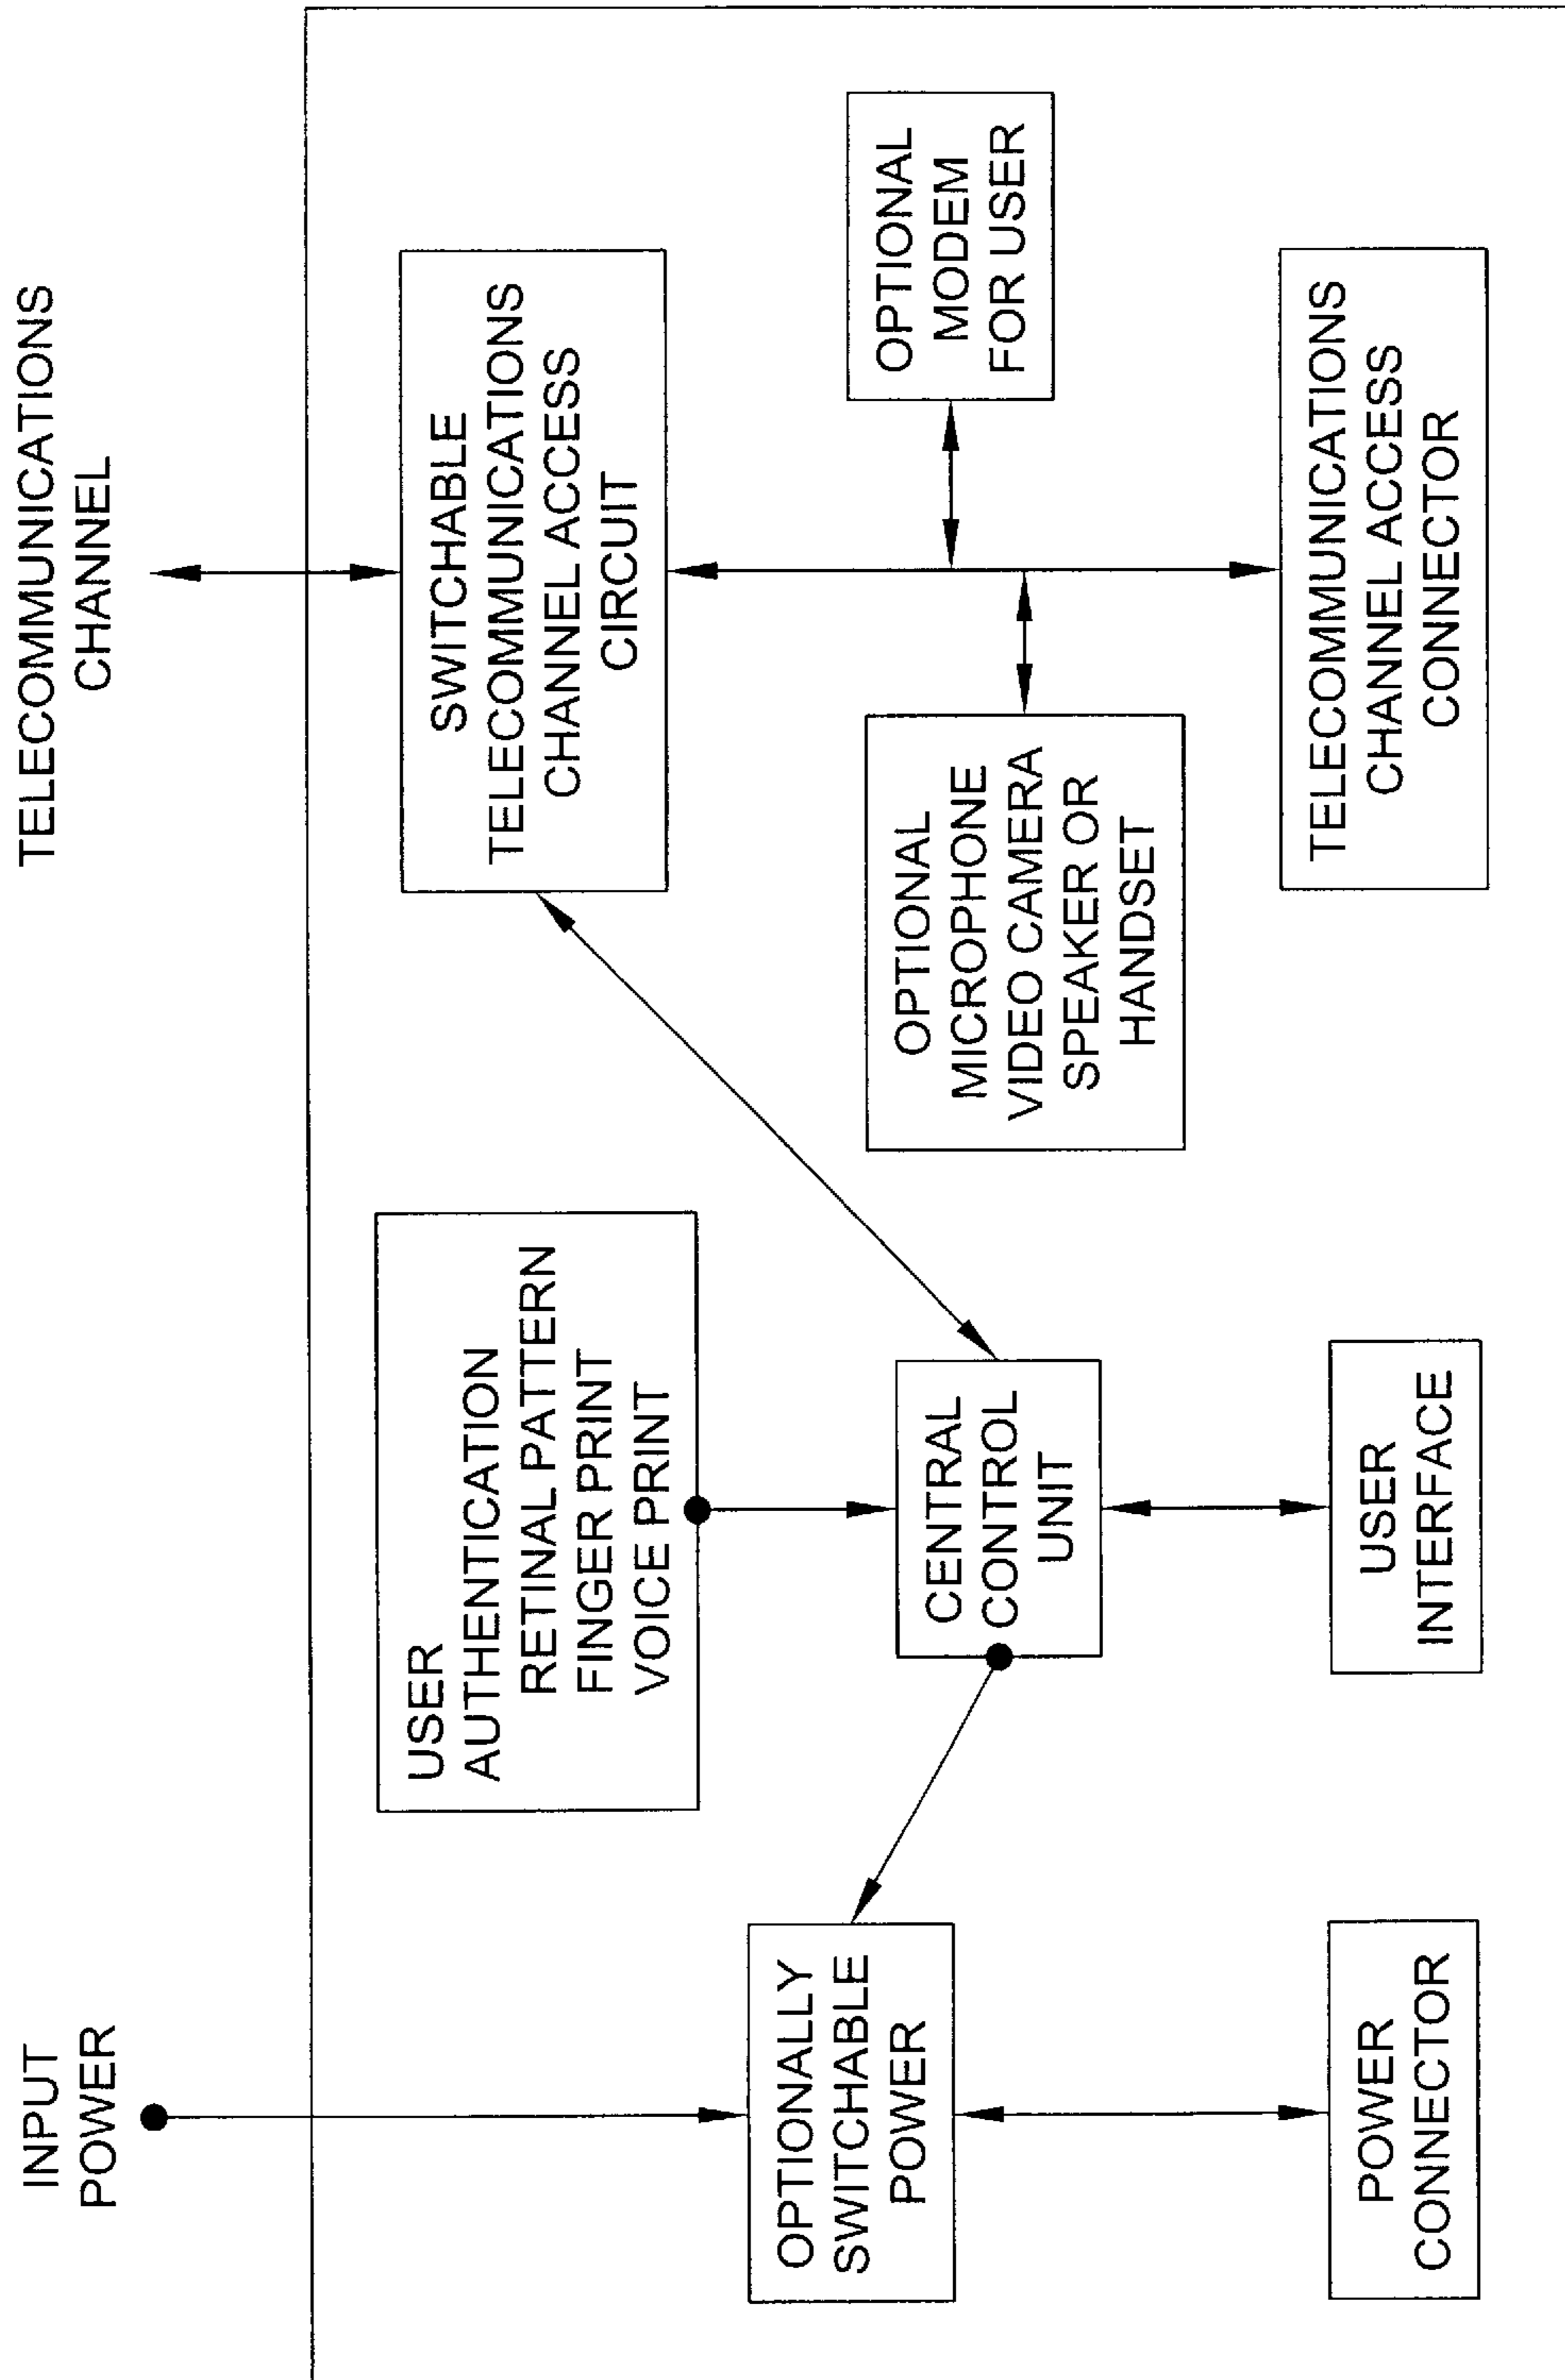 INPUT
POWER
TELECOMMUNICATIONS
CHANNEL
USER
AUTHENTICATION
RETINAL PATTERN
FINGER PRINT
VOICE PRINT
SWITCHABLE
TELECOMMUNICATIONS
CHANNEL ACCESS
CIRCUIT
OPTIONALLY
SWITCHABLE
POWER
CENTRAL
CONTROL
UNIT
OPTIONAL
MICROPHONE
VIDEO CAMERA
SPEAKER OR
HANDSET
OPTIONAL
MODEM
FOR USER
POWER
CONNECTOR
USER
INTERFACE
TELECOMMUNICATIONS
CHANNEL ACCESS
CONNECTOR